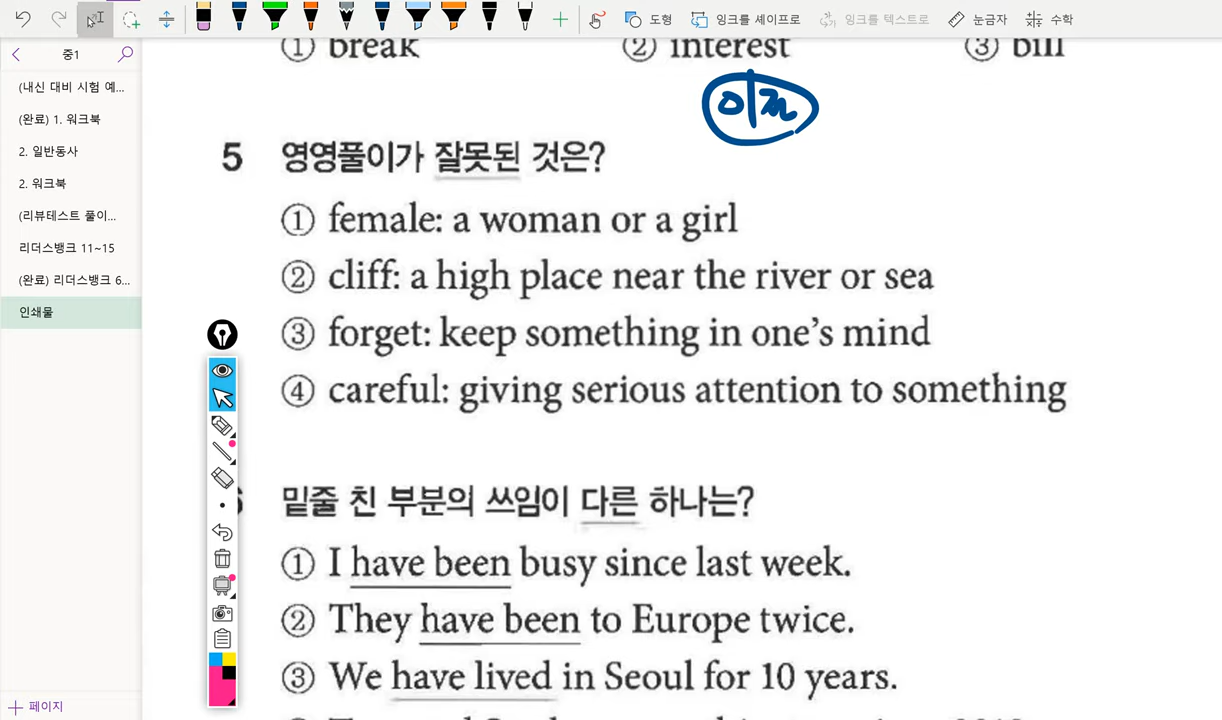 도형
잉크를 셰이프로
잉크를 텍스트로
눈금자
수학
중1
(내신 대비 시험 예...
(완료) 1. 워크북
2. 일반동사
2. 워크북
(리뷰테스트 풀이...
리더스뱅크 11~15
(완료) 리더스뱅크 6...
인쇄물
페이지
① break ② interest ③ bill
이자
5 영영풀이가 잘못된 것은?
① female: a woman or a girl
② cliff: a high place near the river or sea
③ forget: keep something in one's mind
④ careful: giving serious attention to something
밑줄 친 부분의 쓰임이 다른 하나는?
① I have been busy since last week.
② They have been to Europe twice.
③ We have lived in Seoul for 10 years.